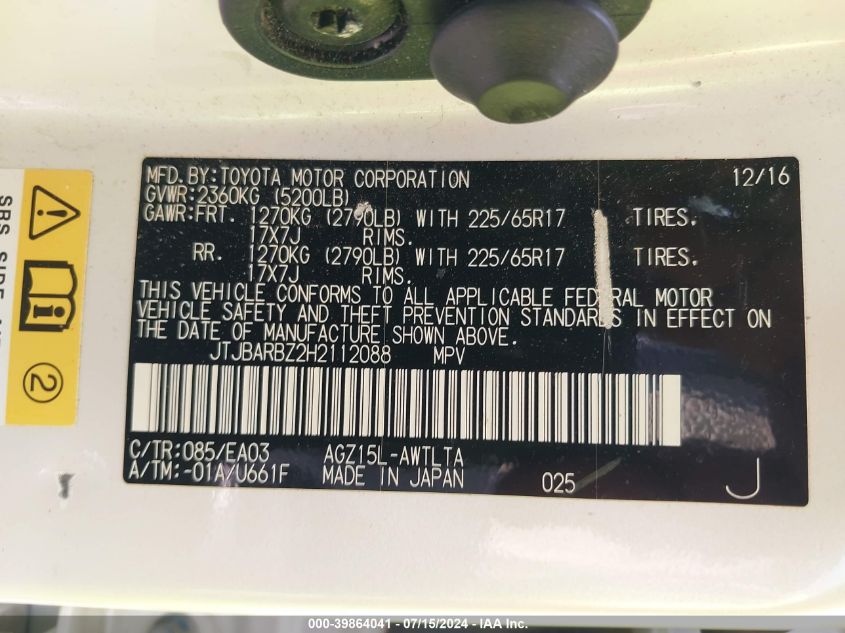 MFD.BY:TOYOTA MOTOR CORPORATION 12/16
GVWR:2360KG (5200LB)
GAWR:FRT. 1270KG (2790LB) WITH 225/65R17 TIRES.
17X7J RIMS.
RR. 1270KG (2790LB) WITH 225/65R17 TIRES.
17X7J RIMS.
THIS VEHICLE CONFORMS TO ALL APPLICABLE FEDERAL MOTOR
VEHICLE SAFETY AND THEFT PREVENTION STANDARDS IN EFFECT ON
THE DATE OF MANUFACTURE SHOWN ABOVE.
JTJBARBZ2H2112088 MPV
C/TR:085/EA03 AGZ15L-AWTLTA
A/TM:-01A/U661F MADE IN JAPAN 025 J
SRS SIDE
2
000-39864041 - 07/15/2024 - IAA Inc.